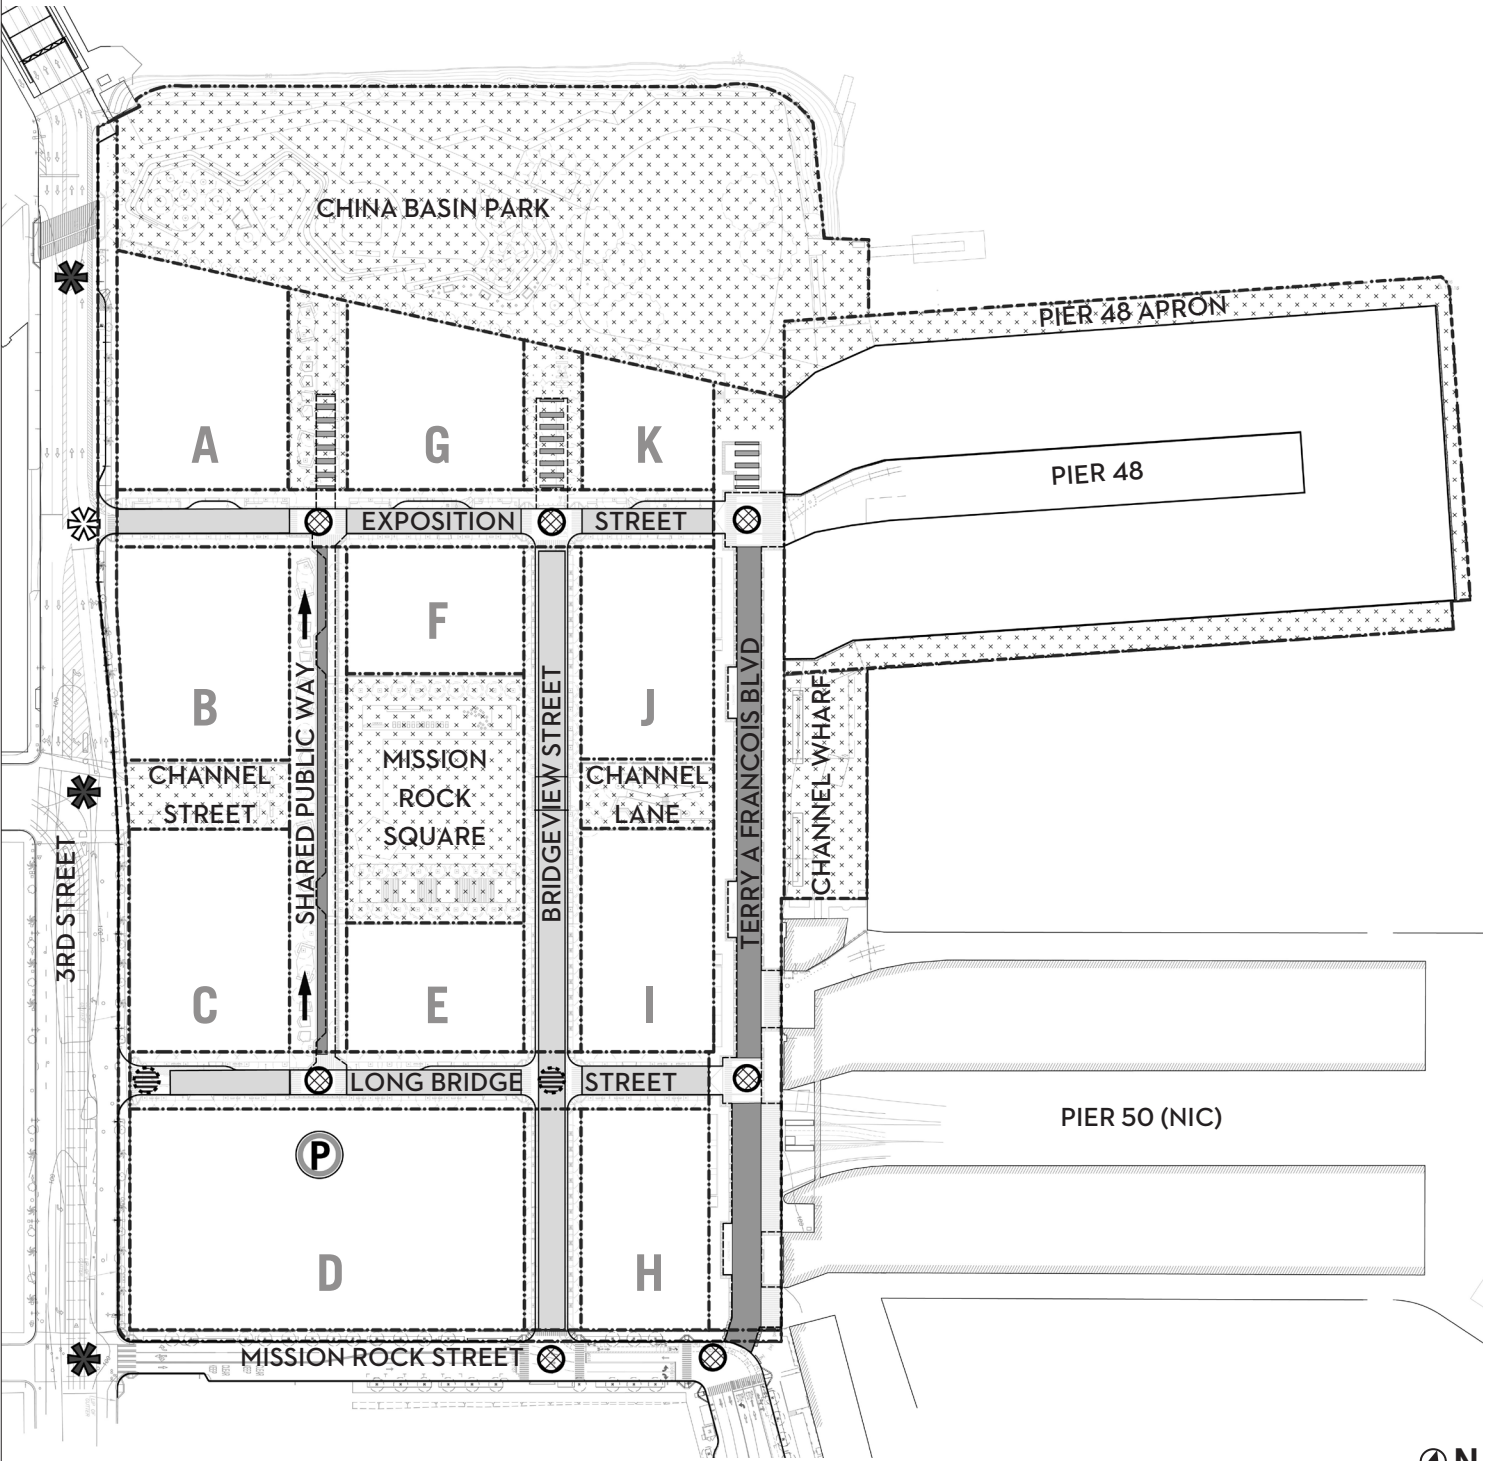 CHINA BASIN PARK
PIER 48 APRON
A
G
K
PIER 48
EXPOSITION STREET
F
B
J
SHARED PUBLIC WAY
BRIDGEVIEW STREET
TERRY A FRANCOIS BLVD
CHANNEL WHARF
CHANNEL
STREET
MISSION
ROCK
SQUARE
CHANNEL
LANE
3RD STREET
C
E
I
LONG BRIDGE STREET
PIER 50 (NIC)
P
D
H
MISSION ROCK STREET
N